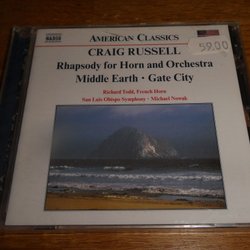 NAXOS
AMERICAN CLASSICS
59.00
CRAIG RUSSELL
Rhapsody for Horn and Orchestra
Middle Earth • Gate City
Richard Todd, French Horn
San Luis Obispo Symphony • Michael Nowak